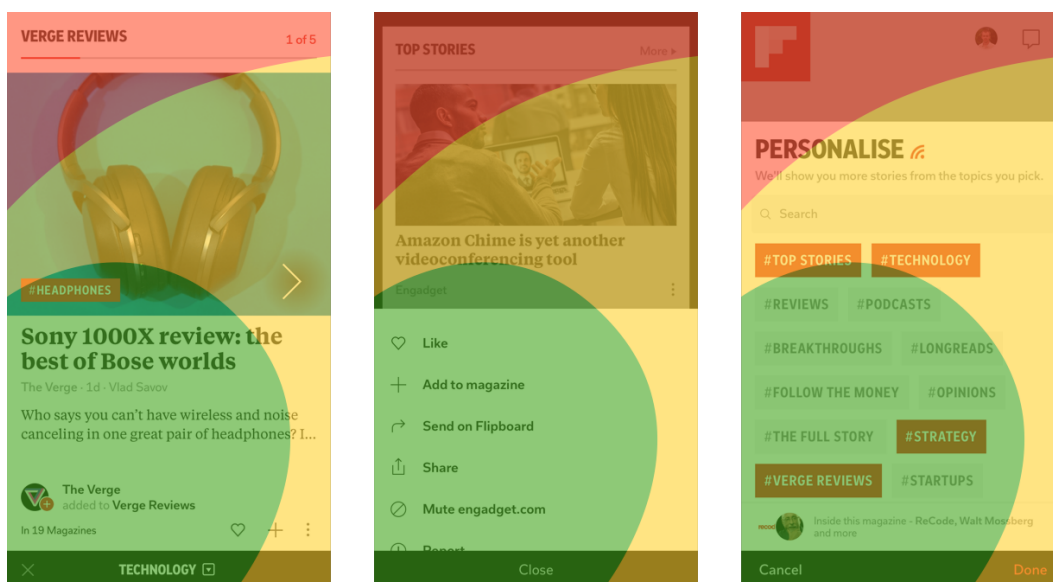 VERGE REVIEWS
1 of 5
#HEADPHONES
Sony 1000X review: the
best of Bose worlds
The Verge · 1d · Vlad Savov
Who says you can't have wireless and noise
canceling in one great pair of headphones? I...
The Verge
added to Verge Reviews
In 19 Magazines
TECHNOLOGY
TOP STORIES
More
Amazon Chime is yet another
videoconferencing tool
Engadget
Like
Add to magazine
Send on Flipboard
Share
Mute engadget.com
Report
Close
PERSONALISE
We'll show you more stories from the topics you pick.
Search
#TOP STORIES #TECHNOLOGY
#REVIEWS #PODCASTS
#BREAKTHROUGHS #LONGREADS
#FOLLOW THE MONEY #OPINIONS
#THE FULL STORY #STRATEGY
#VERGE REVIEWS #STARTUPS
Inside this magazine - ReCode, Walt Mossberg
and more
Cancel Done